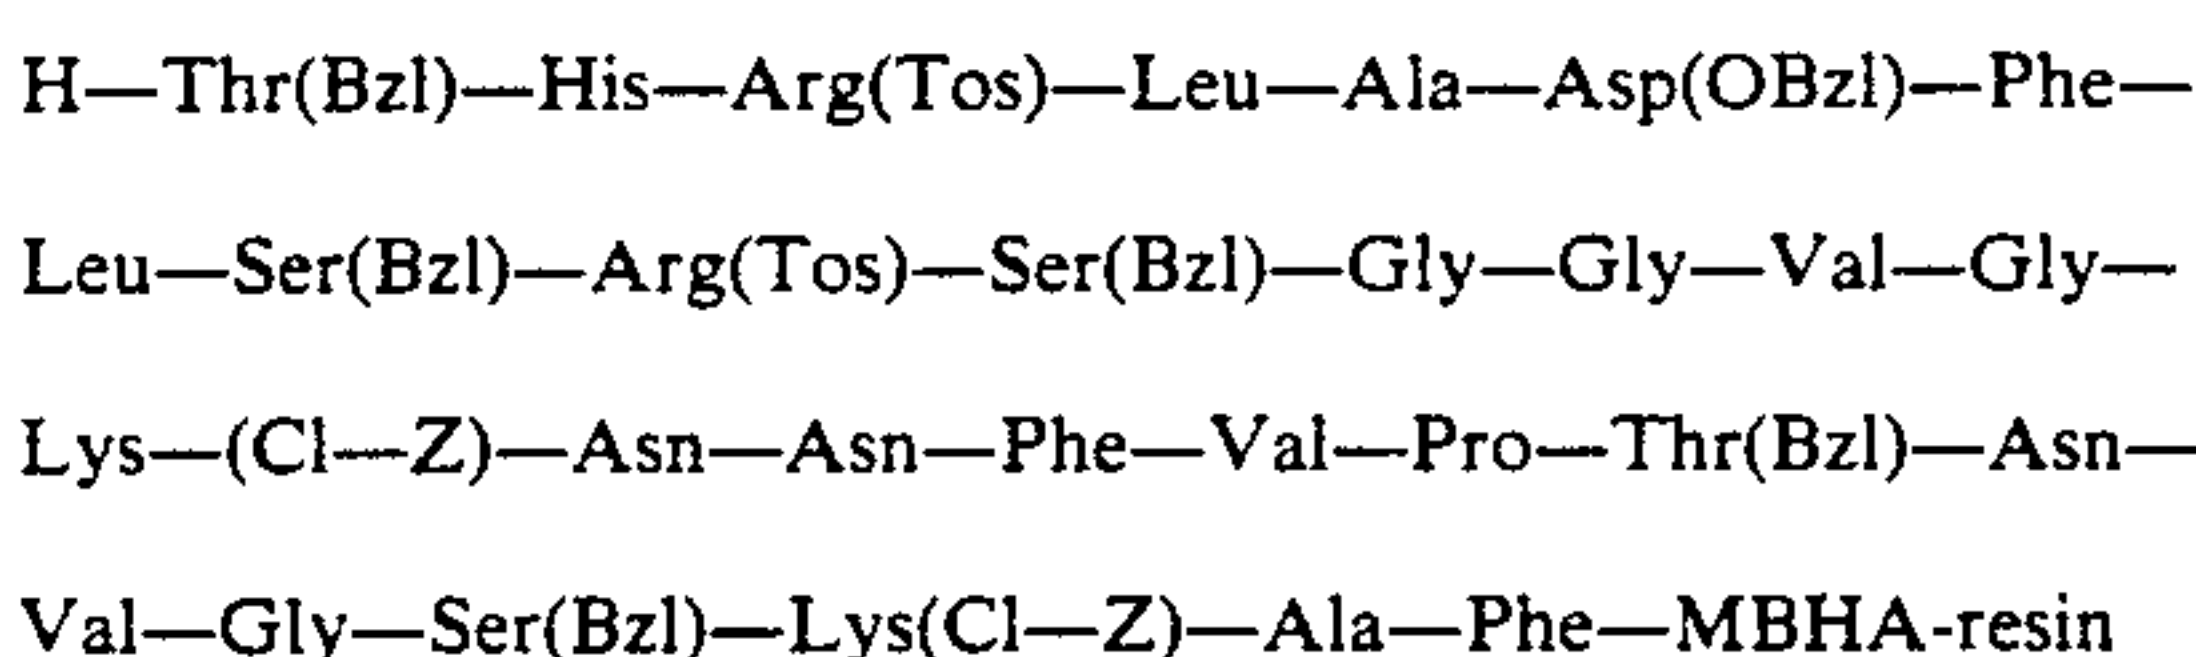 H—Thr(Bzl)—His—Arg(Tos)—Leu—Ala—Asp(OBzl)—Phe—
Leu—Ser(Bzl)—Arg(Tos)—Ser(Bzl)—Gly—Gly—Val—Gly—
Lys—(Cl—Z)—Asn—Asn—Phe—Val—Pro—Thr(Bzl)—Asn—
Val—Gly—Ser(Bzl)—Lys(Cl—Z)—Ala—Phe—MBHA-resin